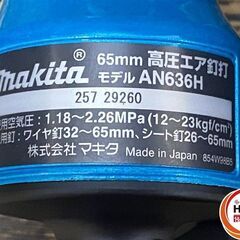 makita
65mm 高圧エア釘打
®
モデル AN636H
257 29260
用空気圧：1.18～2.26MPa（12～23kgf/cm²）
用釘：ワイヤ釘32～65mm、シート釘26～65mm
株式会社マキタ
Made in Japan
854W98B5